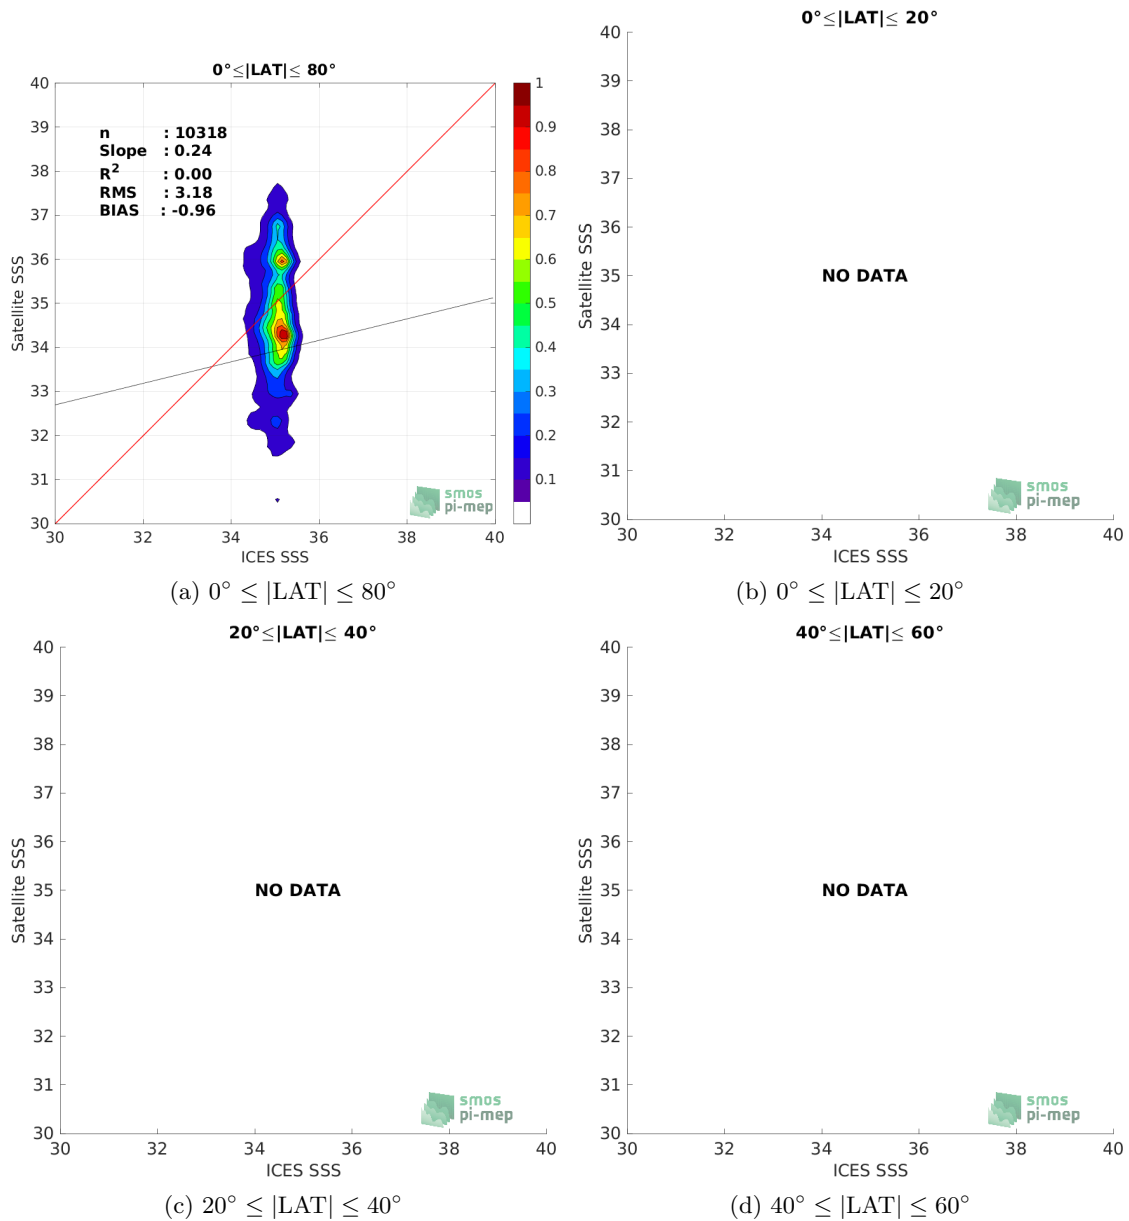 0°≤|LAT|≤ 80°
40
39
38
37
36
35
34
33
32
31
30
Satellite SSS
n : 10318
Slope : 0.24
R² : 0.00
RMS : 3.18
BIAS : -0.96
smos
pi-mep
30 32 34 36 38 40
ICES SSS
1
0.9
0.8
0.7
0.6
0.5
0.4
0.3
0.2
0.1
(a) 0° ≤ |LAT| ≤ 80°
0°≤|LAT|≤ 20°
40
39
38
37
36
35
34
33
32
31
30
Satellite SSS
NO DATA
smos
pi-mep
30 32 34 36 38 40
ICES SSS
(b) 0° ≤ |LAT| ≤ 20°
20°≤|LAT|≤ 40°
40
39
38
37
36
35
34
33
32
31
30
Satellite SSS
NO DATA
smos
pi-mep
30 32 34 36 38 40
ICES SSS
(c) 20° ≤ |LAT| ≤ 40°
40°≤|LAT|≤ 60°
40
39
38
37
36
35
34
33
32
31
30
Satellite SSS
NO DATA
smos
pi-mep
30 32 34 36 38 40
ICES SSS
(d) 40° ≤ |LAT| ≤ 60°